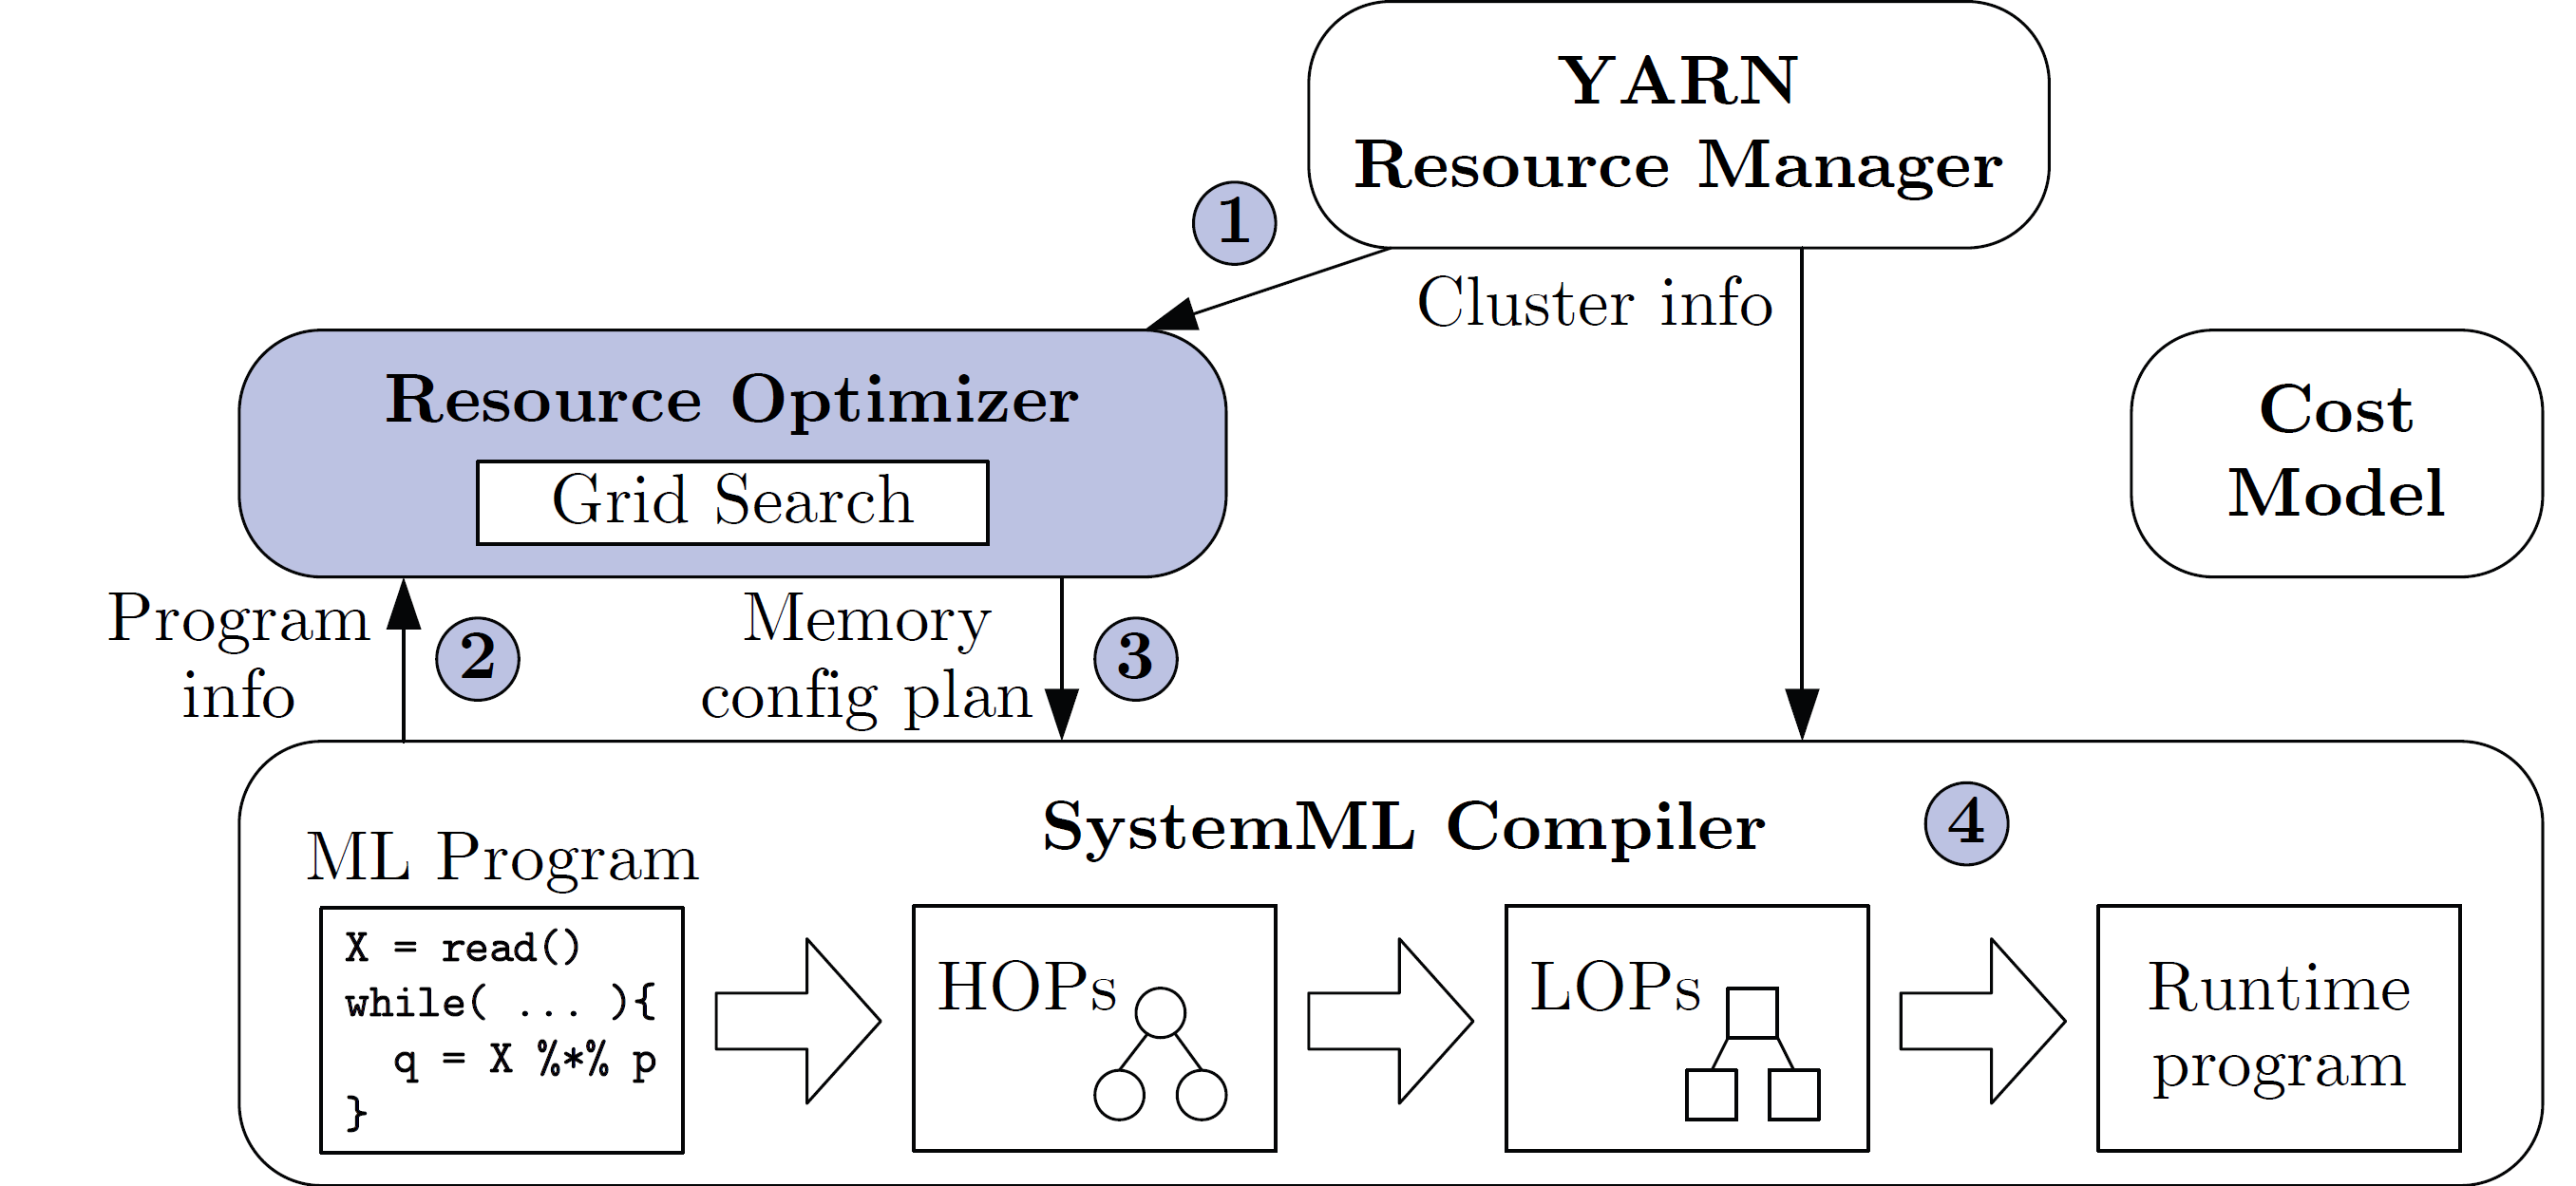 YARN
Resource Manager
1
Cluster info
Resource Optimizer
Grid Search
Cost
Model
Program
info
2
Memory
config plan
3
SystemML Compiler
4
ML Program
X = read()
while( ... ){
q = X %*% p
}
HOPs
LOPs
Runtime
program